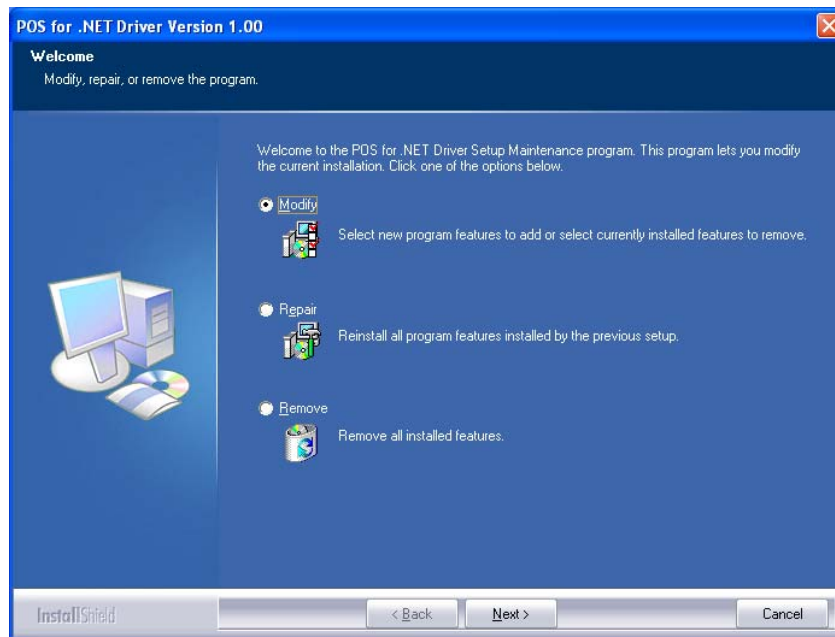 POS for .NET Driver Version 1.00
Welcome
Modify, repair, or remove the program.
Welcome to the POS for .NET Driver Setup Maintenance program. This program lets you modify
the current installation. Click one of the options below.
Modify
Select new program features to add or select currently installed features to remove.
Repair
Reinstall all program features installed by the previous setup.
Remove
Remove all installed features.
InstallShield
< Back
Next >
Cancel